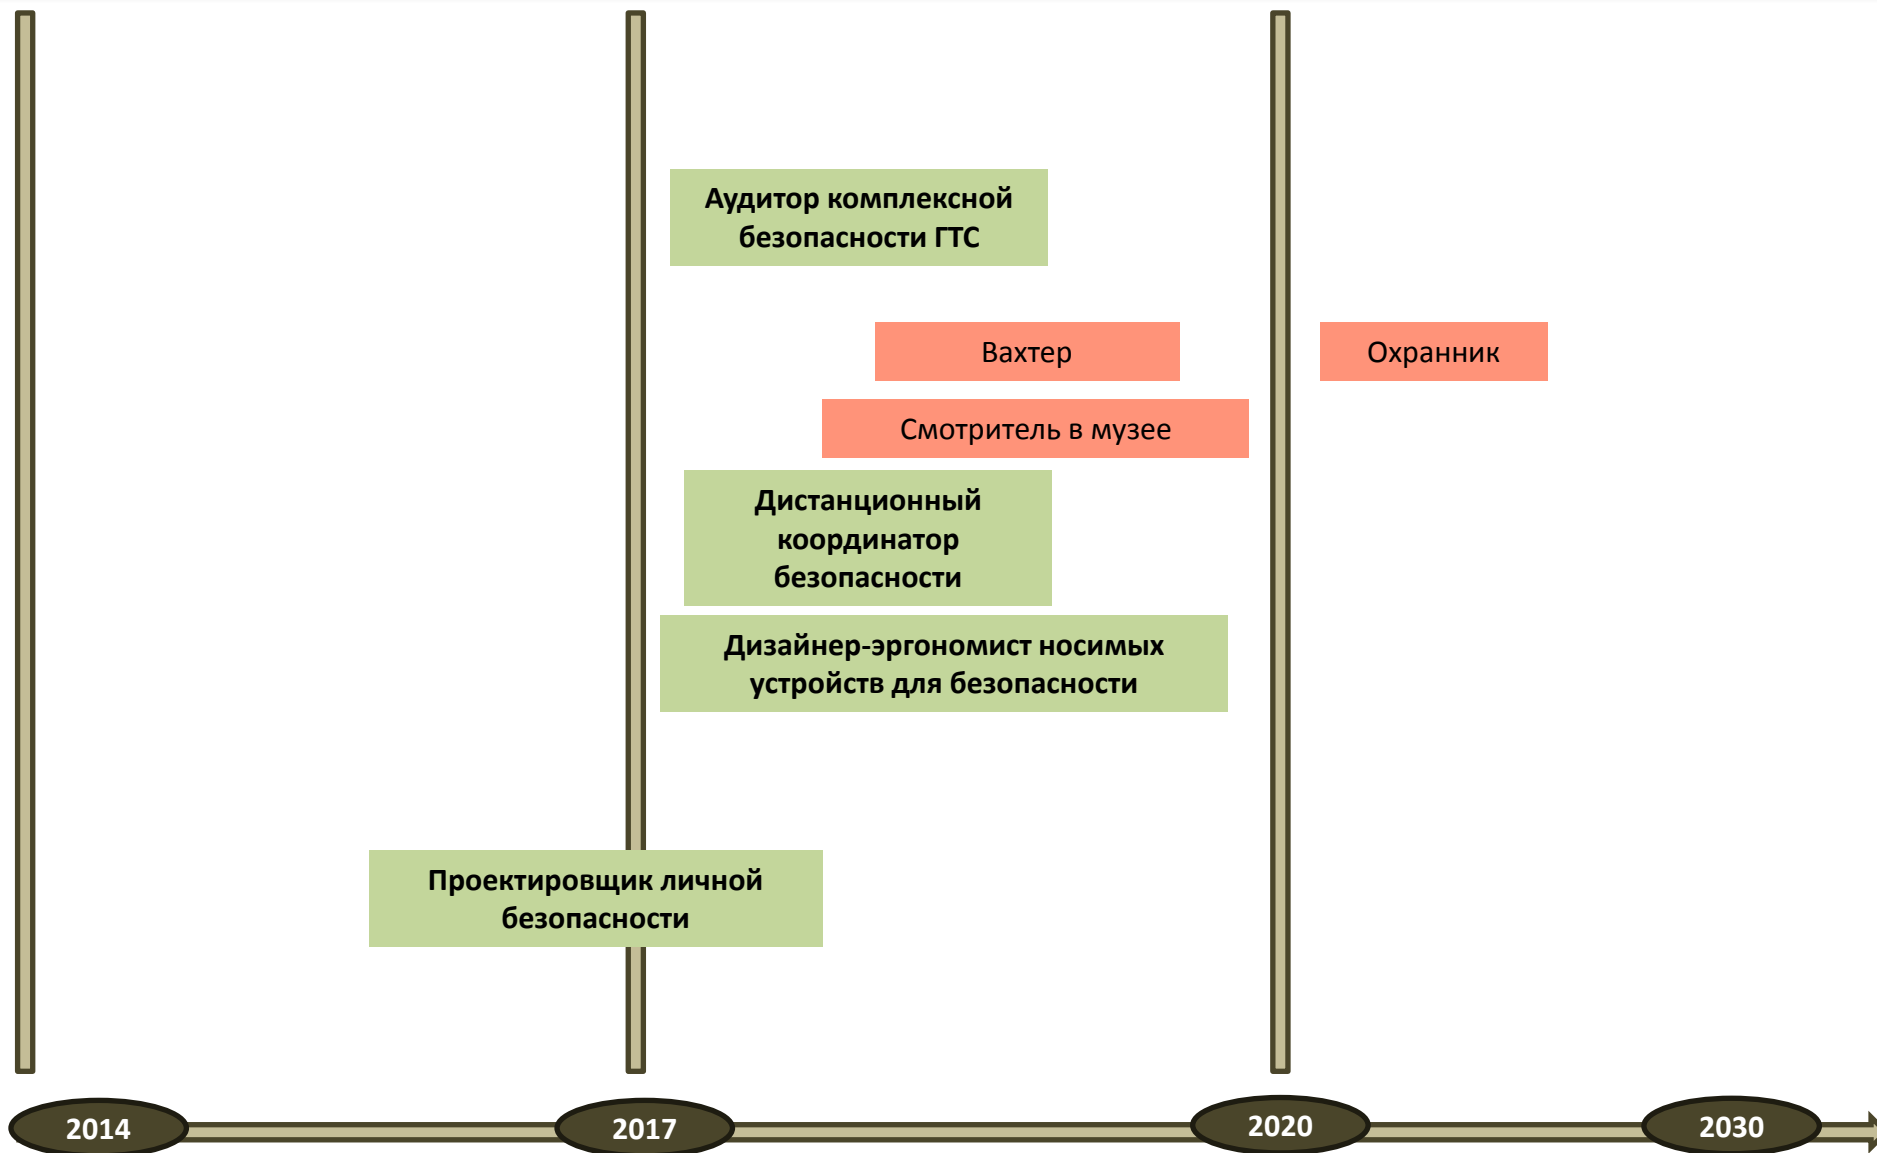 Аудитор комплексной
безопасности ГТС
Вахтер
Охранник
Смотритель в музее
Дистанционный
координатор
безопасности
Дизайнер-эргономист носимых
устройств для безопасности
Проектировщик личной
безопасности
2014
2017
2020
2030